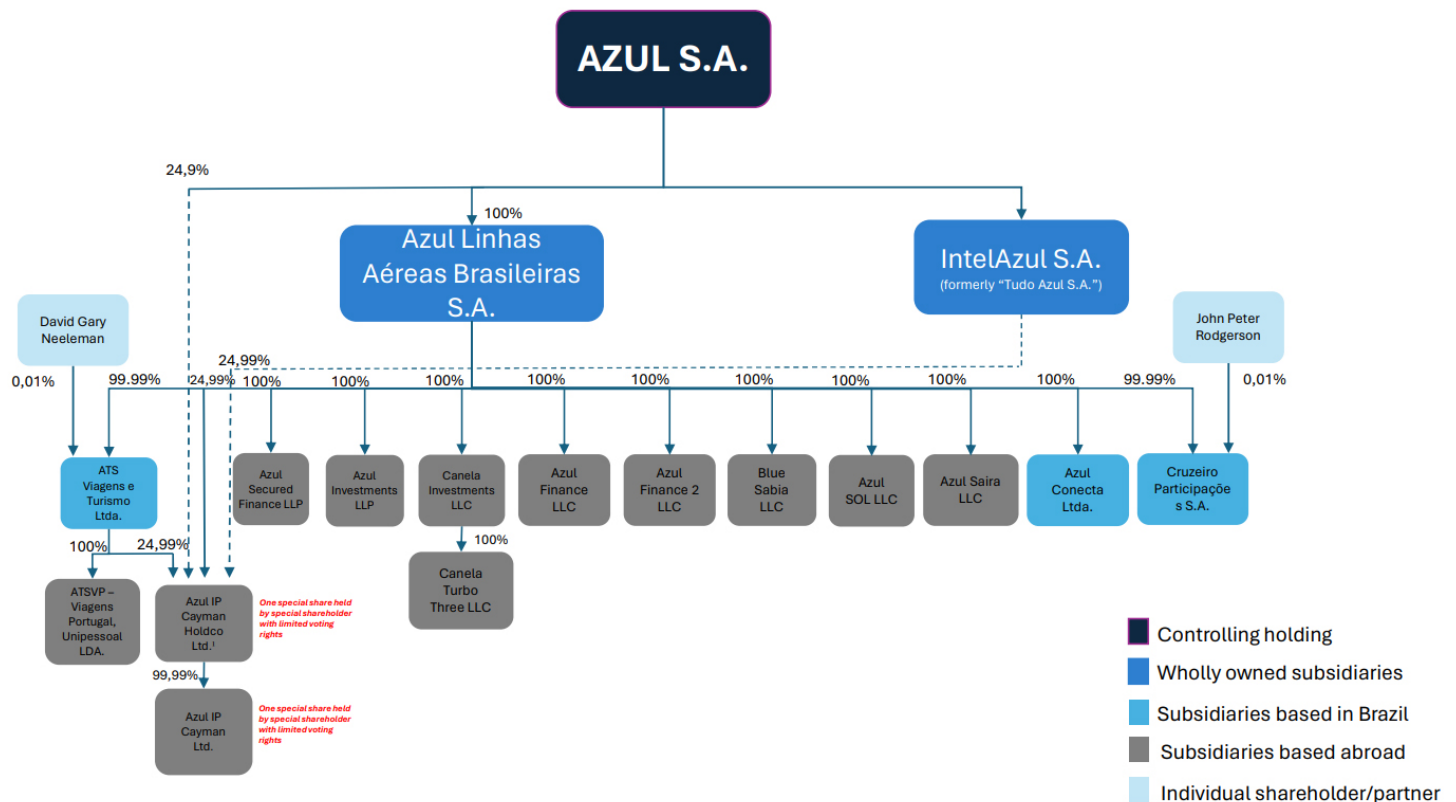 AZUL S.A.
24,9%
100%
Azul Linhas
Aéreas Brasileiras
S.A.
IntelAzul S.A.
(formerly “Tudo Azul S.A.”)
David Gary
Neeleman
John Peter
Rodgerson
24,99%
0,01%
99.99%
24,99%
100%
100%
100%
100%
100%
100%
100%
100%
100%
99.99%
0,01%
ATS
Viagens e
Turismo
Ltda.
Azul
Secured
Finance LLP
Azul
Investments
LLP
Canela
Investments
LLC
Azul
Finance
LLC
Azul
Finance 2
LLC
Blue
Sabia
LLC
Azul
SOL LLC
Azul Saira
LLC
Azul
Conecta
Ltda.
Cruzeiro
Participaçõe
s S.A.
100%
24,99%
100%
ATSVP –
Viagens
Portugal,
Unipessoal
LDA.
Azul IP
Cayman
Holdco
Ltd.¹
One special share held
by special shareholder
with limited voting
rights
Canela
Turbo
Three LLC
99,99%
Azul IP
Cayman
Ltd.
One special share held
by special shareholder
with limited voting
rights
Controlling holding
Wholly owned subsidiaries
Subsidiaries based in Brazil
Subsidiaries based abroad
Individual shareholder/partner